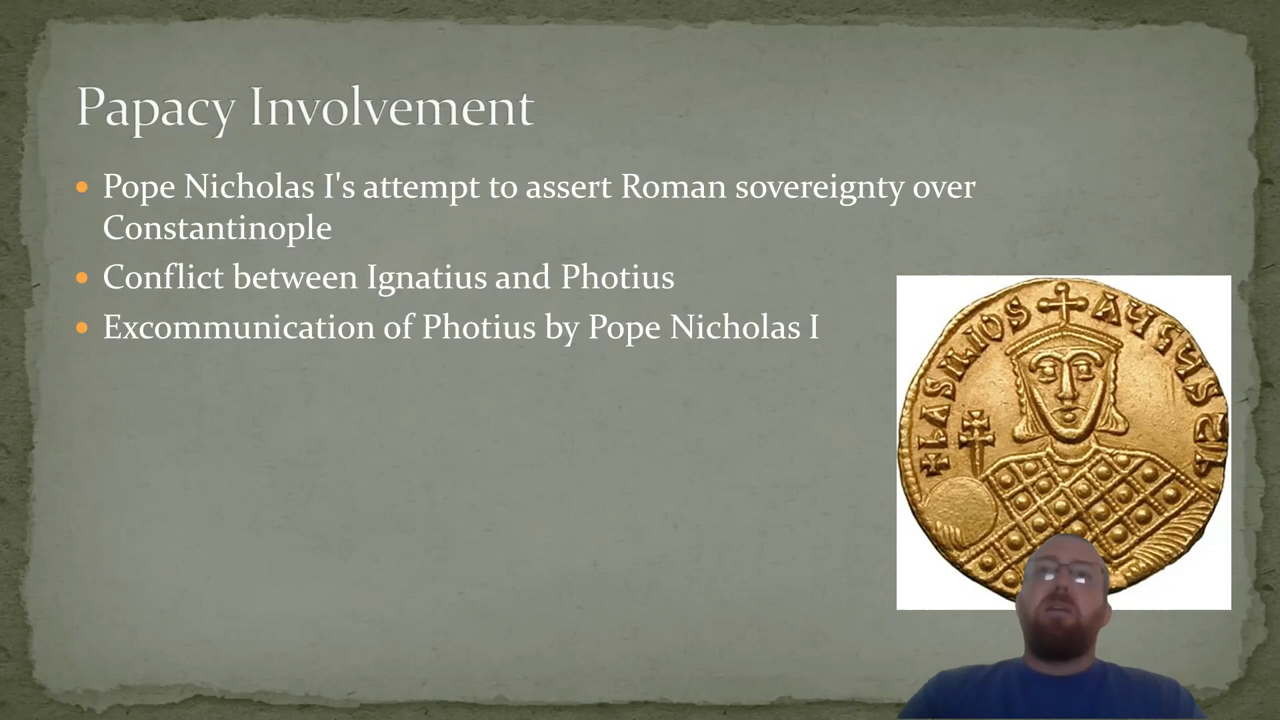 Papacy Involvement
• Pope Nicholas I's attempt to assert Roman sovereignty over
Constantinople
• Conflict between Ignatius and Photius
• Excommunication of Photius by Pope Nicholas I